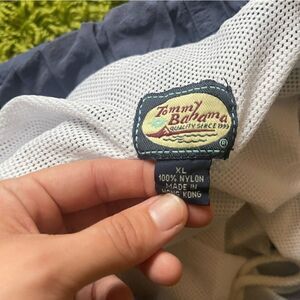 Tommy
Bahama
QUALITY SINCE 1993
®
XL
100% NYLON
MADE IN
HONG KONG